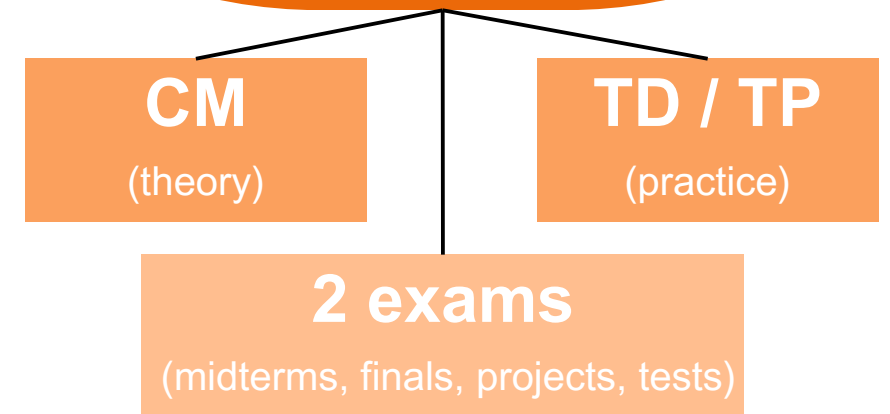 CM
(theory)
TD / TP
(practice)
2 exams
(midterms, finals, projects, tests)